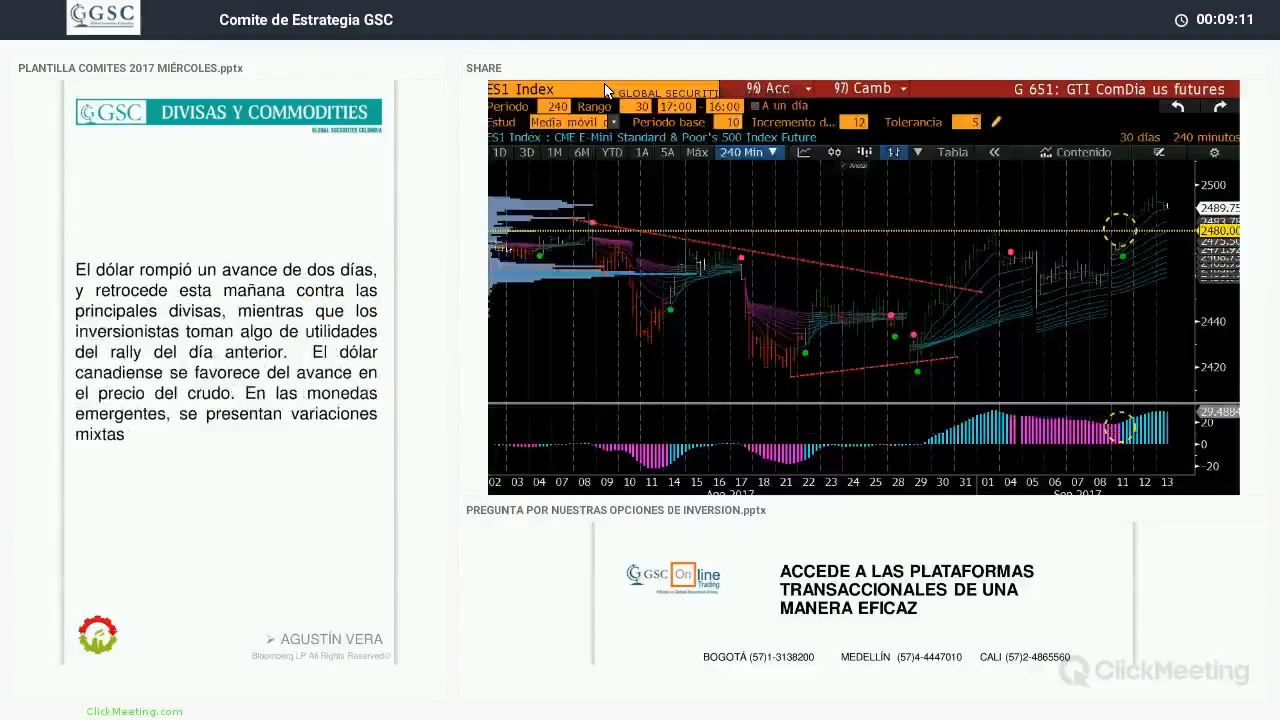 GSC
Comite de Estrategia GSC
00:09:11
PLANTILLA COMITES 2017 MIÉRCOLES.pptx
GSC DIVISAS Y COMMODITIES
GLOBAL SECURITIES COLOMBIA
El dólar rompió un avance de dos días,
y retrocede esta mañana contra las
principales divisas, mientras que los
inversionistas toman algo de utilidades
del rally del día anterior. El dólar
canadiense se favorece del avance en
el precio del crudo. En las monedas
emergentes, se presentan variaciones
mixtas
➢ AGUSTÍN VERA
Bloomberg LP All Rights Reserved©
SHARE
ES1 Index GLOBAL SECURITI 96) Acc 97) Camb G 651: GTI ComDia us futures
Periodo 240 Rango 30 17:00 - 16:00 A un día
Estud Media móvil r Periodo base 10 Incremento d... 12 Tolerancia 5
ES1 Index : CME E-Mini Standard & Poor's 500 Index Future 30 días 240 minutos
1D 3D 1M 6M YTD 1A 5A Máx 240 Min ▼ Tabla Contenido
Anotar
2500
2489.75
2480.00
2440
2420
29.4884
20
0
-20
02 03 04 07 08 09 10 11 14 15 16 17 18 21 22 23 24 25 28 29 30 31 01 04 05 06 07 08 11 12 13
Ago 2017 Sep 2017
PREGUNTA POR NUESTRAS OPCIONES DE INVERSION.pptx
GSC Online
Trading
ACCEDE A LAS PLATAFORMAS
TRANSACCIONALES DE UNA
MANERA EFICAZ
BOGOTÁ (57)1-3138200 MEDELLÍN (57)4-4447010 CALI (57)2-4865560
ClickMeeting
ClickMeeting.com